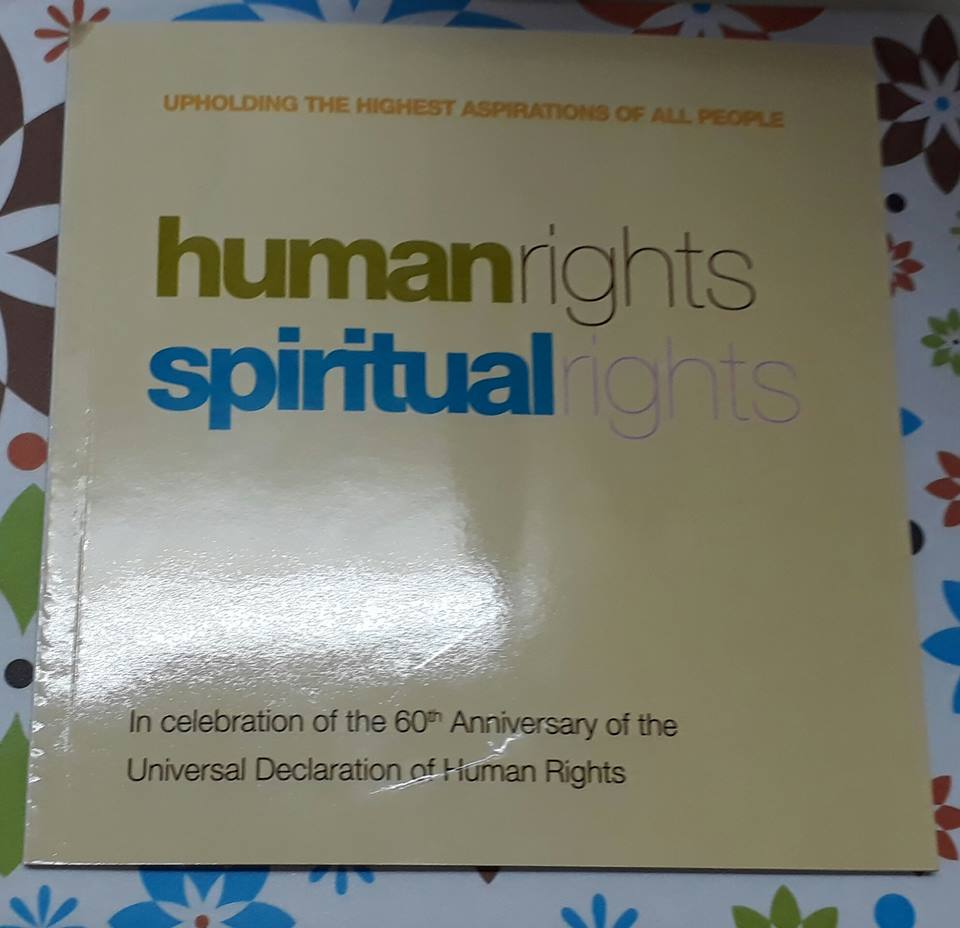 UPHOLDING THE HIGHEST ASPIRATIONS OF ALL PEOPLE
humanrights
spiritualrights
In celebration of the 60th Anniversary of the
Universal Declaration of Human Rights